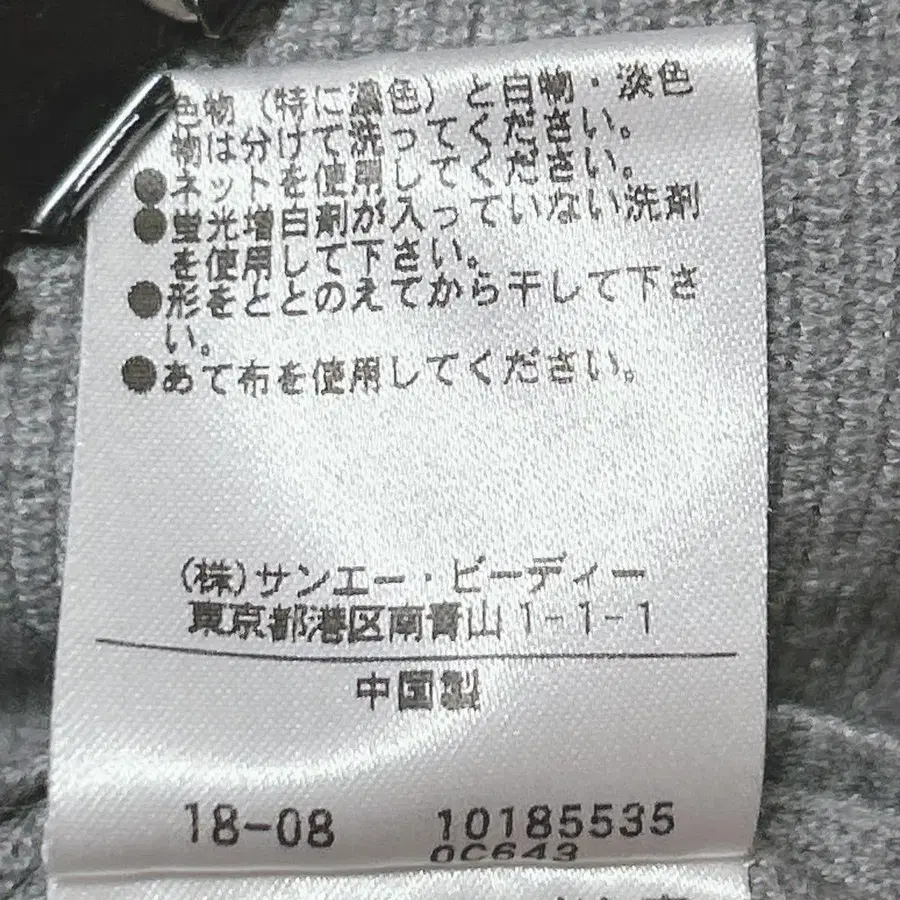 色物（特に濃色）と白物・淡色
物は分けて洗ってください。
●ネットを使用してください。
●蛍光増白剤が入っていない洗剤
を使用して下さい。
●形をととのえてから干して下さ
い。
●あて布を使用してください。
(株)サンエー・ビーディー
東京都港区南青山1-1-1
中国製
18-08 10185535
0C643